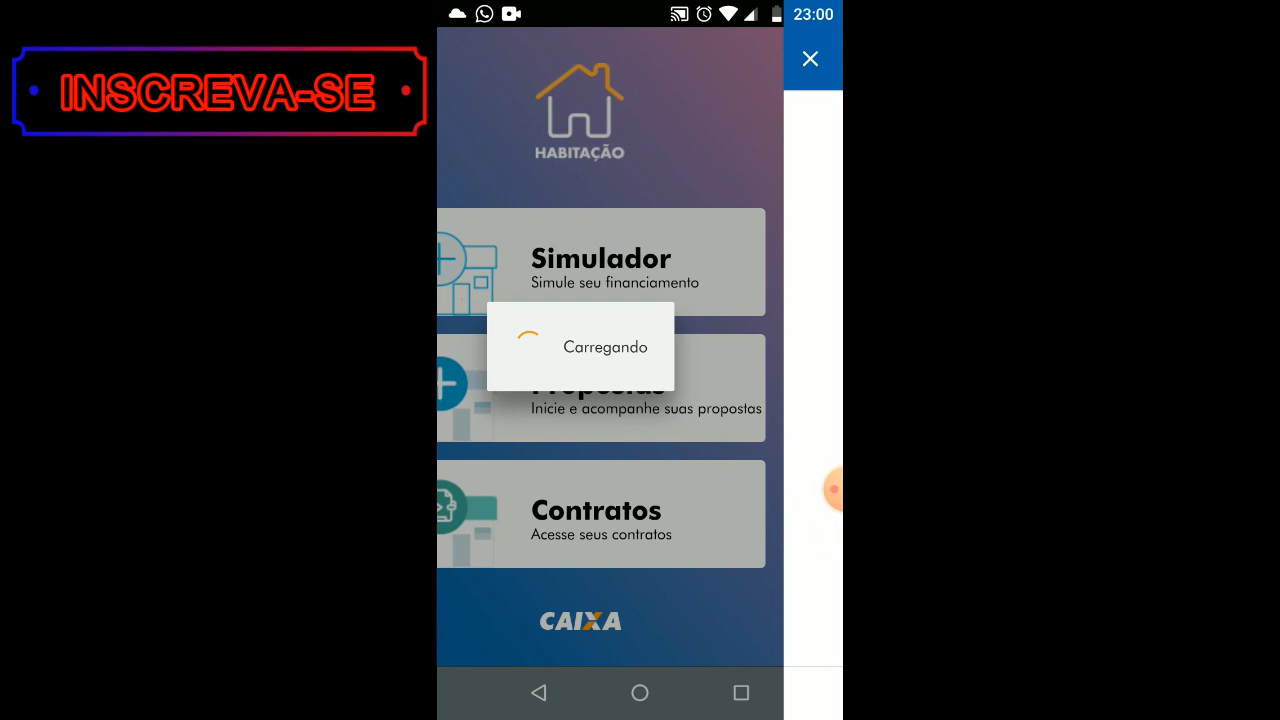 23:00
INSCREVA-SE
HABITAÇÃO
Simulador
Simule seu financiamento
Carregando
Propostas
Inicie e acompanhe suas propostas
Contratos
Acesse seus contratos
CAIXA